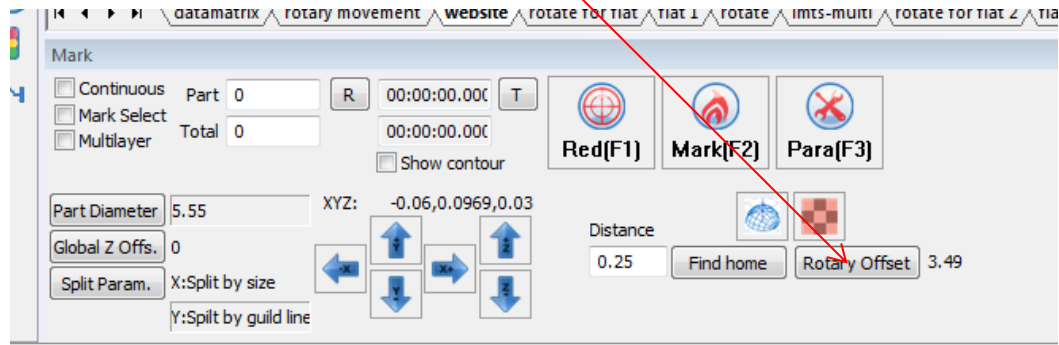 datamatrix rotary movement website rotate for flat flat 1 rotate imts-multi rotate for flat 2
Mark
Continuous Part 0 R 00:00:00.000 T
Mark Select
Multilayer Total 0 00:00:00.000
Show contour
Red(F1) Mark(F2) Para(F3)
Part Diameter 5.55 XYZ: -0.06,0.0969,0.03
Distance
Global Z Offs. 0 Y+ Z+
0.25 Find home Rotary Offset 3.49
Split Param. X:Split by size -X X+
Y- Z-
Y:Spilt by guild line